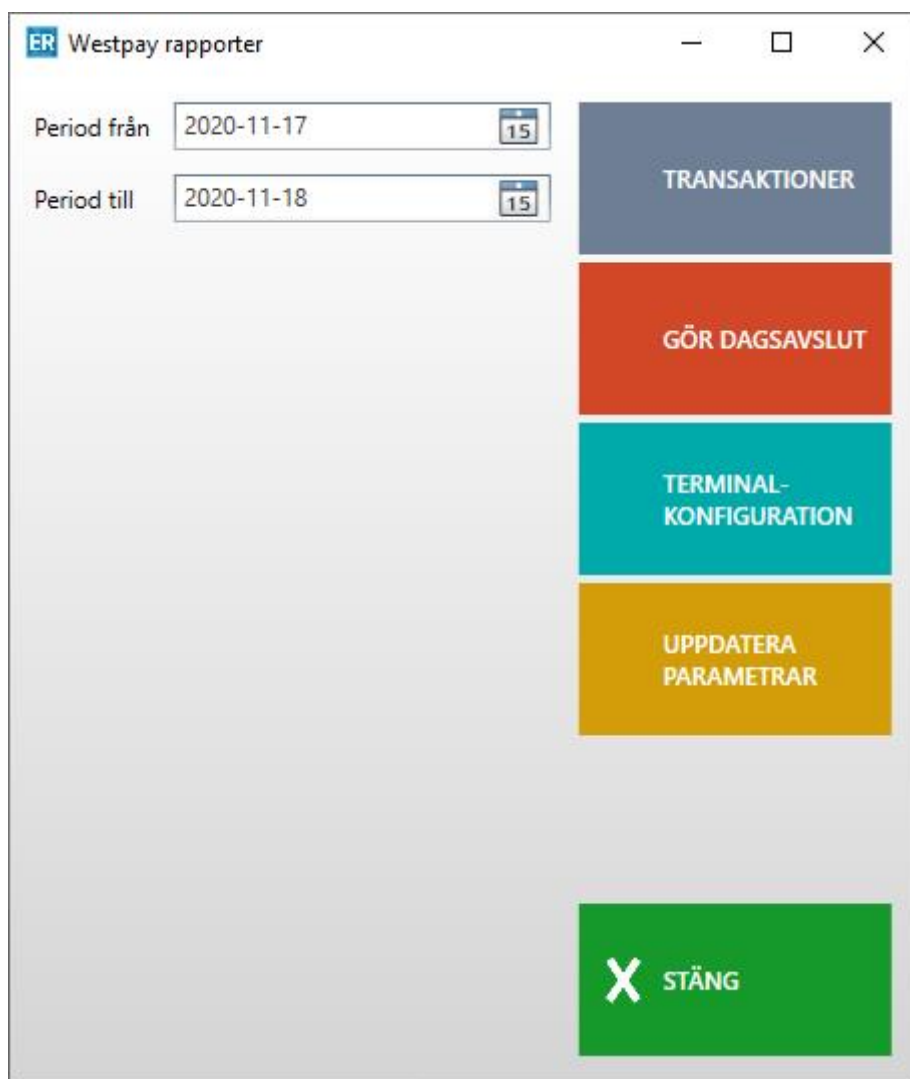 ER Westpay rapporter
Period från 2020-11-17 15
Period till 2020-11-18 15
TRANSAKTIONER
GÖR DAGSAVSLUT
TERMINAL-
KONFIGURATION
UPPDATERA
PARAMETRAR
X STÄNG